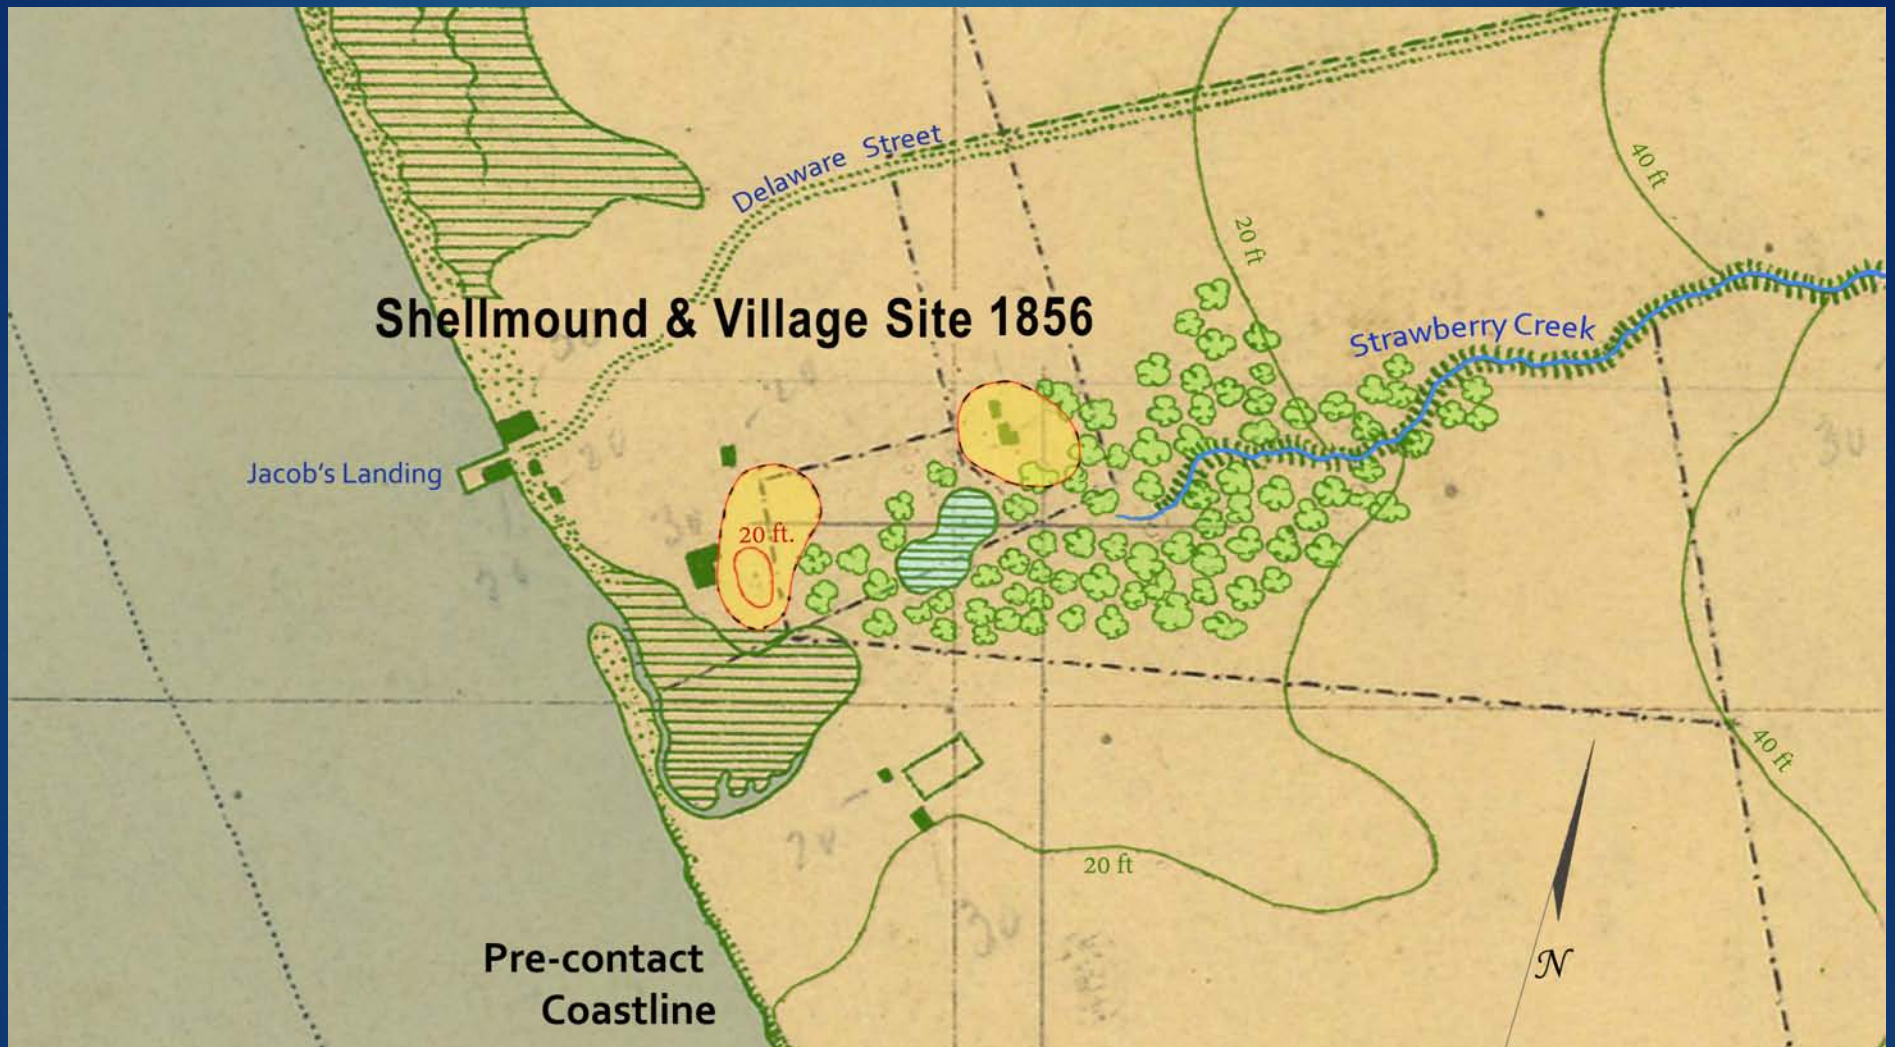 Delaware Street
40 ft
20 ft
Shellmound & Village Site 1856
Strawberry Creek
Jacob's Landing
20 ft.
40 ft
20 ft
30
Pre-contact
Coastline
N